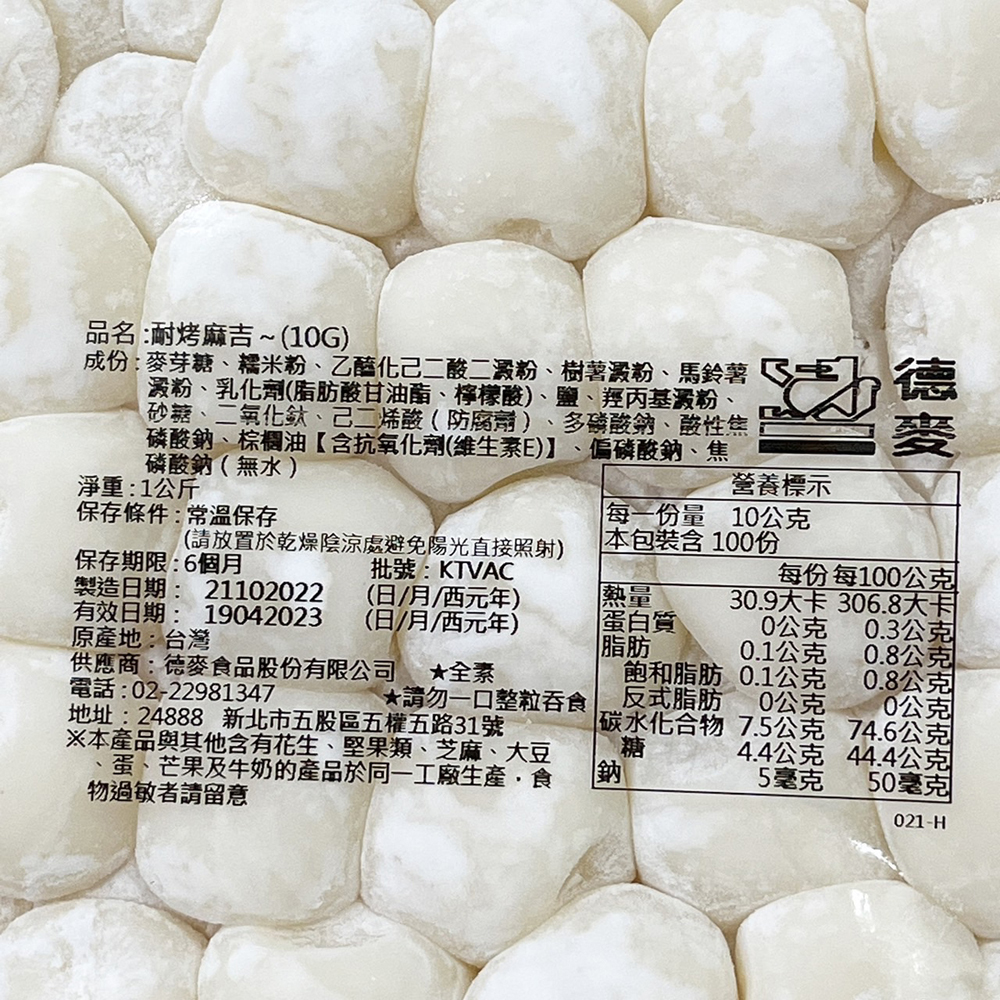 品名:耐烤麻吉~(10G)
成份:麥芽糖、糯米粉、乙醯化己二酸二澱粉、樹薯澱粉、馬鈴薯
澱粉、乳化劑(脂肪酸甘油酯、檸檬酸)、鹽、羥丙基澱粉、
砂糖、二氧化鈦、己二烯酸(防腐劑)、多磷酸鈉、酸性焦
磷酸鈉、棕櫚油【含抗氧化劑(維生素E)】、偏磷酸鈉、焦
磷酸鈉(無水)
德麥
淨重:1公斤
保存條件:常溫保存
(請放置於乾燥陰涼處避免陽光直接照射)
保存期限:6個月 批號:KTVAC
製造日期: 21102022 (日/月/西元年)
有效日期: 19042023 (日/月/西元年)
原產地:台灣
供應商:德麥食品股份有限公司 ★全素
電話:02-22981347 ★請勿一口整粒吞食
地址:24888 新北市五股區五權五路31號
※本產品與其他含有花生、堅果類、芝麻、大豆
、蛋、芒果及牛奶的產品於同一工廠生產,食
物過敏者請留意
營養標示
每一份量 10公克
本包裝含 100份
每份 每100公克
熱量 30.9大卡 306.8大卡
蛋白質 0公克 0.3公克
脂肪 0.1公克 0.8公克
飽和脂肪 0.1公克 0.8公克
反式脂肪 0公克 0公克
碳水化合物 7.5公克 74.6公克
糖 4.4公克 44.4公克
鈉 5毫克 50毫克
021-H